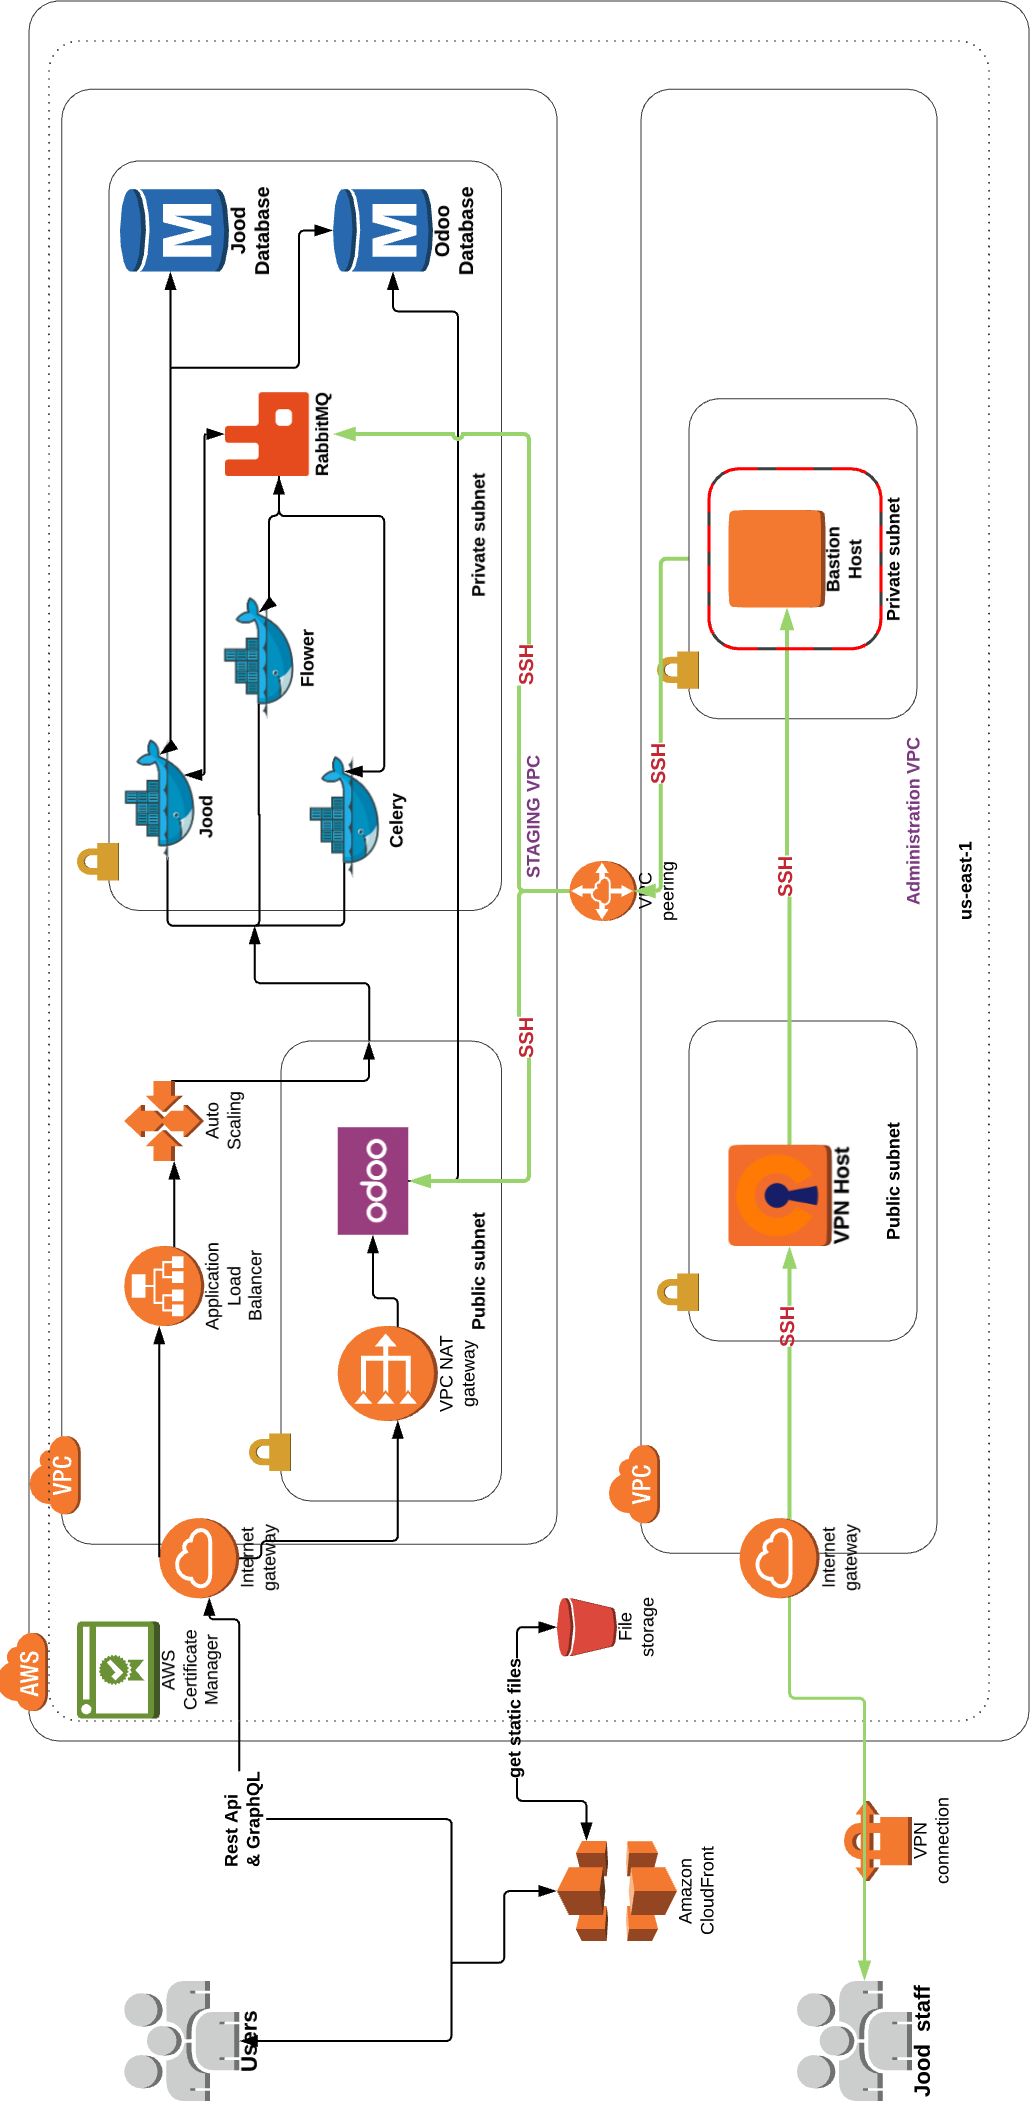 Users
Jood staff
Rest Api
& GraphQL
Amazon
CloudFront
VPN
connection
get static files
AWS
AWS
Certificate
Manager
File
storage
Internet
gateway
Internet
gateway
VPC
VPC
VPC NAT
gateway
Public subnet
odoo
Application
Load
Balancer
Auto
Scaling
SSH
VPN Host
Public subnet
SSH
SSH
VPC
peering
STAGING VPC
SSH
SSH
SSH
Administration VPC
us-east-1
Jood
Celery
Flower
Private subnet
RabbitMQ
Bastion
Host
Private subnet
M
Jood
Database
M
Odoo
Database